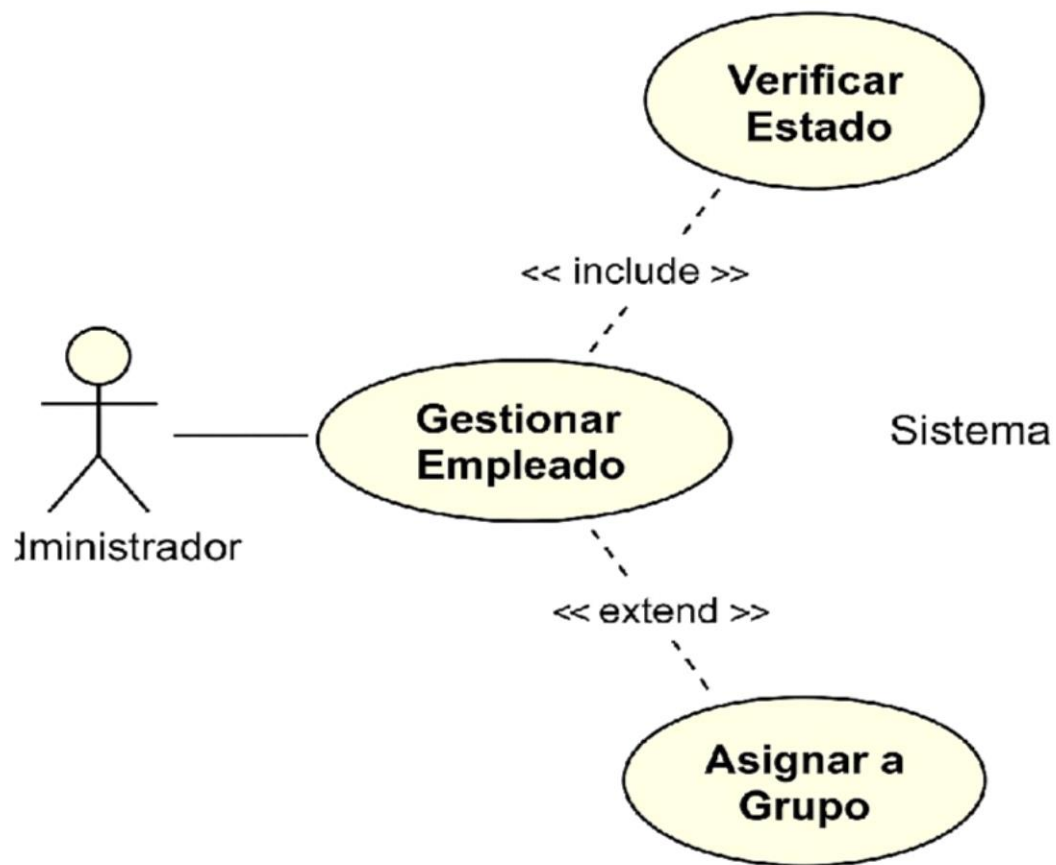 Verificar
Estado
<< include >>
Gestionar
Empleado
Sistema
dministrador
<< extend >>
Asignar a
Grupo